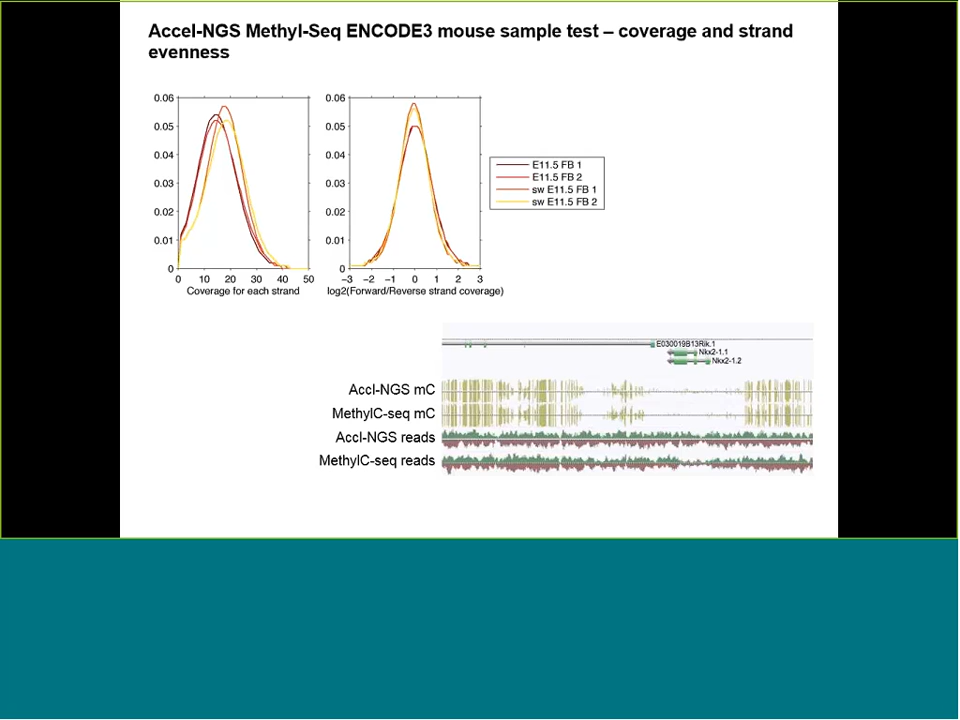 Accel-NGS Methyl-Seq ENCODE3 mouse sample test – coverage and strand
evenness
0.06
0.05
0.04
0.03
0.02
0.01
0
0 10 20 30 40 50
Coverage for each strand
0.06
0.05
0.04
0.03
0.02
0.01
0
−3 −2 −1 0 1 2 3
log2(Forward/Reverse strand coverage)
E11.5 FB 1
E11.5 FB 2
sw E11.5 FB 1
sw E11.5 FB 2
E030019B13Rik.1
Nkx2-1.1
Nkx2-1.2
Accl-NGS mC
MethylC-seq mC
Accl-NGS reads
MethylC-seq reads